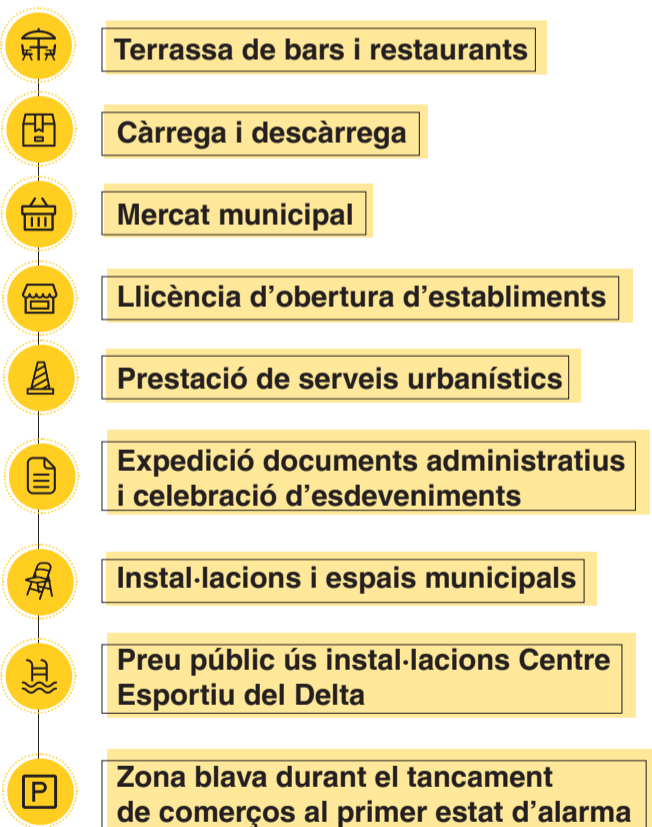 Terrassa de bars i restaurants
Càrrega i descàrrega
Mercat municipal
Llicència d’obertura d’establiments
Prestació de serveis urbanístics
Expedició documents administratius
i celebració d’esdeveniments
Instal·lacions i espais municipals
Preu públic ús instal·lacions Centre
Esportiu del Delta
P
Zona blava durant el tancament
de comerços al primer estat d’alarma